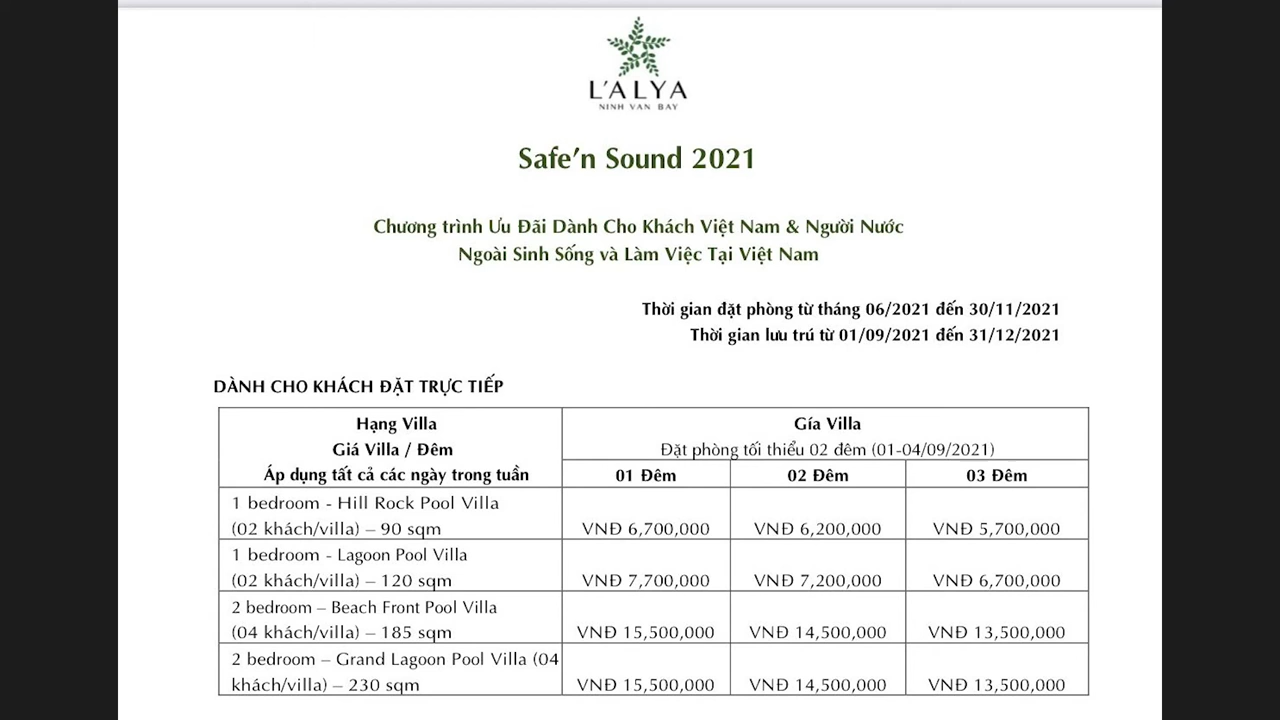 L'ALYA
NINH VAN BAY
Safe'n Sound 2021
Chương trình Ưu Đãi Dành Cho Khách Việt Nam & Người Nước
Ngoài Sinh Sống và Làm Việc Tại Việt Nam
Thời gian đặt phòng từ tháng 06/2021 đến 30/11/2021
Thời gian lưu trú từ 01/09/2021 đến 31/12/2021
DÀNH CHO KHÁCH ĐẶT TRỰC TIẾP
Hạng Villa
Giá Villa / Đêm
Áp dụng tất cả các ngày trong tuần
Gía Villa
Đặt phòng tối thiểu 02 đêm (01-04/09/2021)
01 Đêm 02 Đêm 03 Đêm
1 bedroom - Hill Rock Pool Villa
(02 khách/villa) – 90 sqm VNĐ 6,700,000 VNĐ 6,200,000 VNĐ 5,700,000
1 bedroom - Lagoon Pool Villa
(02 khách/villa) – 120 sqm VNĐ 7,700,000 VNĐ 7,200,000 VNĐ 6,700,000
2 bedroom – Beach Front Pool Villa
(04 khách/villa) – 185 sqm VNĐ 15,500,000 VNĐ 14,500,000 VNĐ 13,500,000
2 bedroom – Grand Lagoon Pool Villa (04
khách/villa) – 230 sqm VNĐ 15,500,000 VNĐ 14,500,000 VNĐ 13,500,000